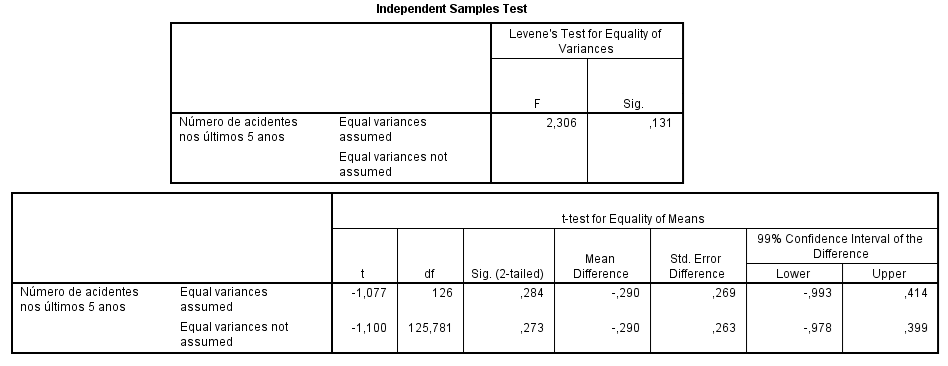 Independent Samples Test
Levene's Test for Equality of
Variances
F Sig.
Número de acidentes
nos últimos 5 anos
Equal variances
assumed
2,306 ,131
Equal variances not
assumed
t-test for Equality of Means
t df Sig. (2-tailed)
Mean
Difference
Std. Error
Difference
99% Confidence Interval of the
Difference
Lower Upper
Número de acidentes
nos últimos 5 anos
Equal variances
assumed
-1,077 126 ,284 -,290 ,269 -,993 ,414
Equal variances not
assumed
-1,100 125,781 ,273 -,290 ,263 -,978 ,399